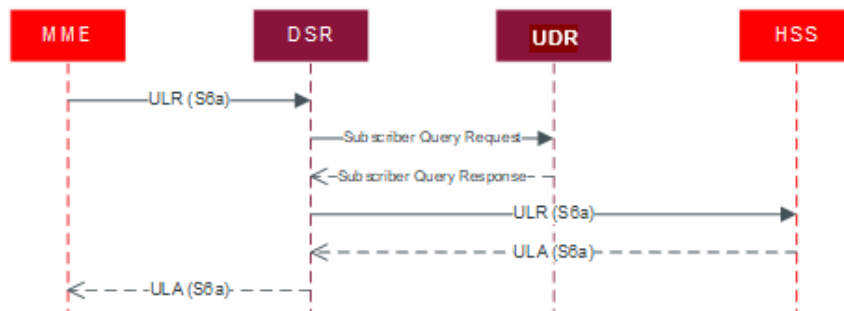 MME DSR UDR HSS
ULR (S6a)
Subscriber Query Request
Subscriber Query Response
ULR (S6a)
ULA (S6a)
ULA (S6a)